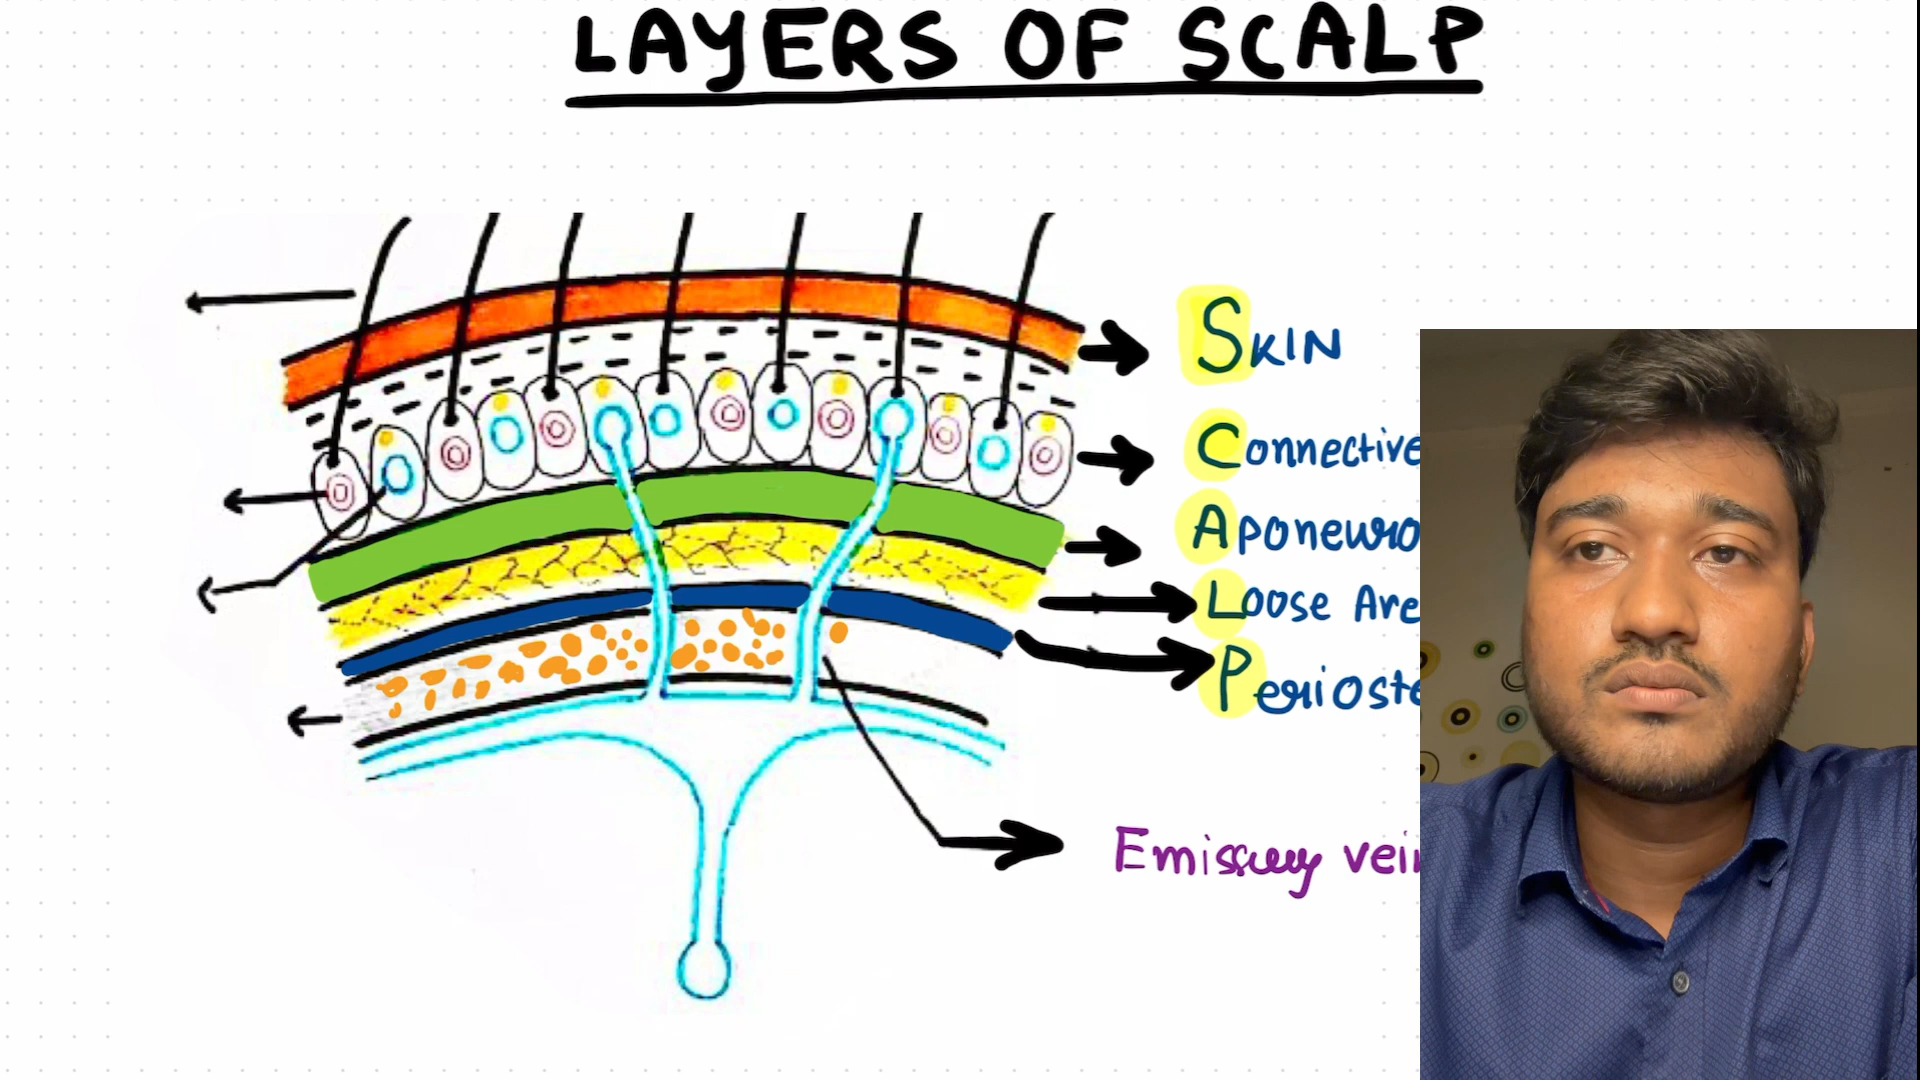 LAYERS OF SCALP
SKIN
Connective
Aponeuro
Loose Are
Perioste
Emissary vei